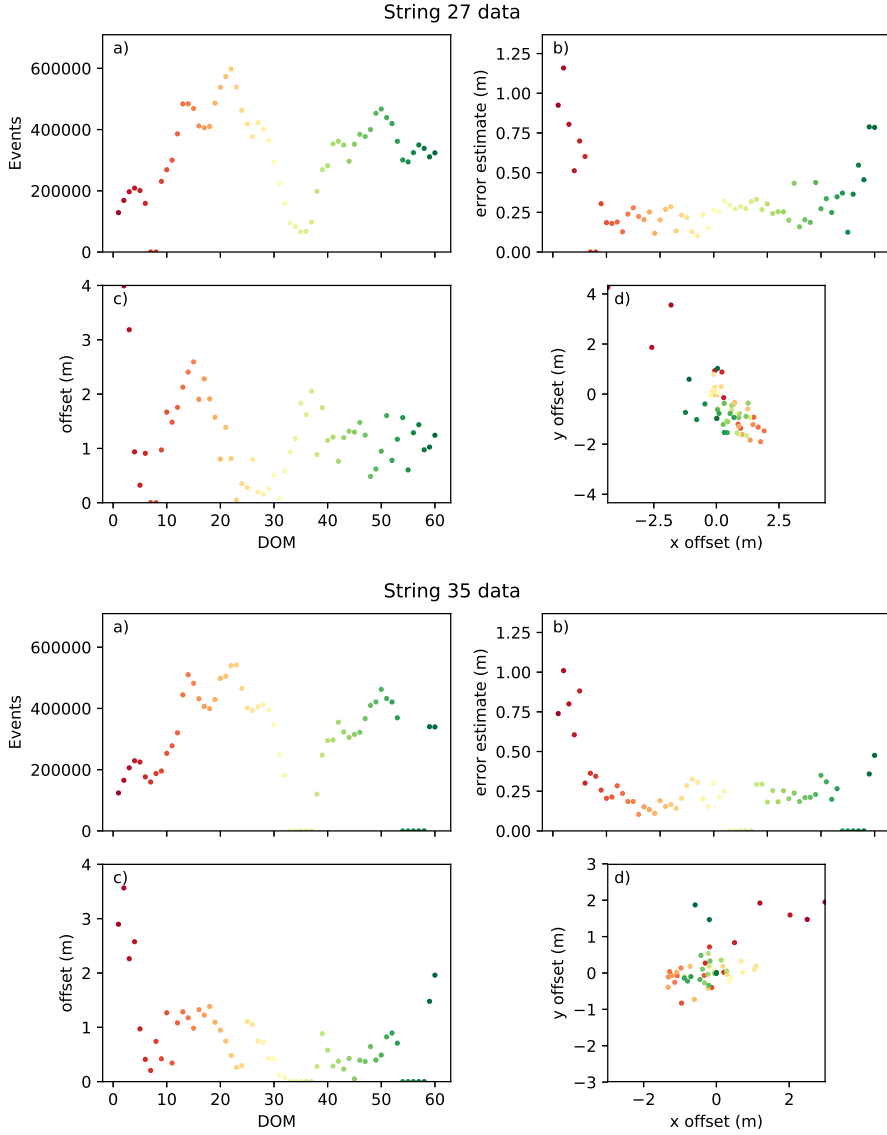 String 27 data
a)
600000
400000
200000
0
Events
b)
1.25
1.00
0.75
0.50
0.25
0.00
error estimate (m)
c)
4
3
2
1
0
offset (m)
0 10 20 30 40 50 60
DOM
d)
4
2
0
−2
−4
y offset (m)
−2.5 0.0 2.5
x offset (m)
String 35 data
a)
600000
400000
200000
0
Events
b)
1.25
1.00
0.75
0.50
0.25
0.00
error estimate (m)
c)
4
3
2
1
0
offset (m)
0 10 20 30 40 50 60
DOM
d)
3
2
1
0
−1
−2
−3
y offset (m)
−2 0 2
x offset (m)